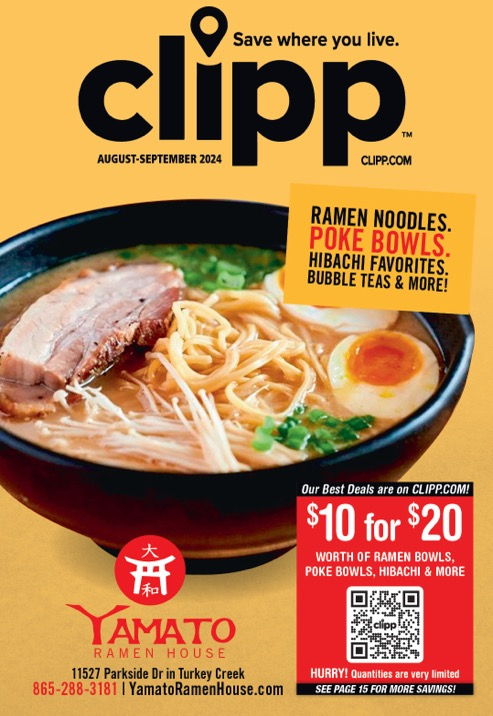 Save where you live.
clipp™
AUGUST-SEPTEMBER 2024
CLIPP.COM
RAMEN NOODLES.
POKE BOWLS.
HIBACHI FAVORITES.
BUBBLE TEAS & MORE!
Our Best Deals are on CLIPP.COM!
$10 for $20
WORTH OF RAMEN BOWLS,
POKE BOWLS, HIBACHI & MORE
clipp
HURRY! Quantities are very limited
SEE PAGE 15 FOR MORE SAVINGS!
大
和
YAMATO
RAMEN HOUSE
11527 Parkside Dr in Turkey Creek
865-288-3181 | YamatoRamenHouse.com